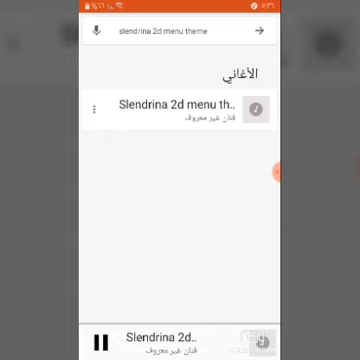 slendrina 2d menu theme
الأغاني
Slendrina 2d menu th..
فنان غير معروف
Slendrina 2d..
فنان غير معروف